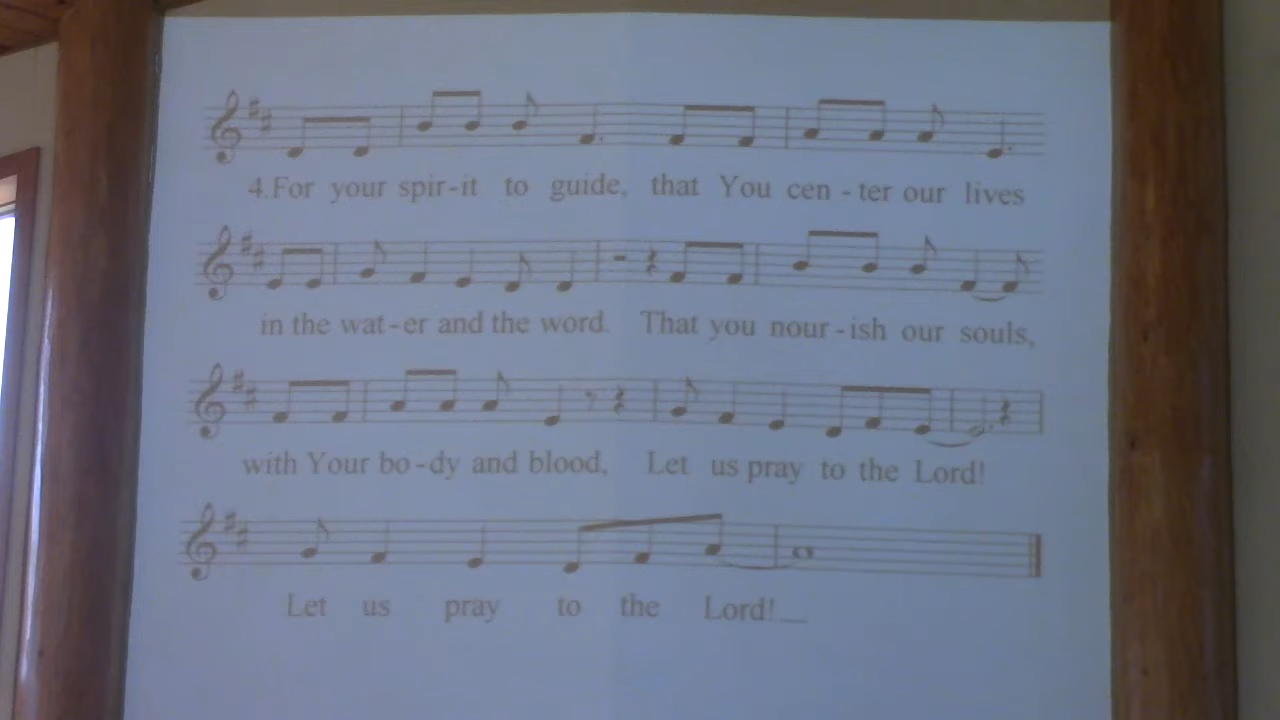 4.For your spir-it to guide, that You cen - ter our lives
in the wat-er and the word. That you nour-ish our souls,
with Your bo-dy and blood, Let us pray to the Lord!
Let us pray to the Lord!__